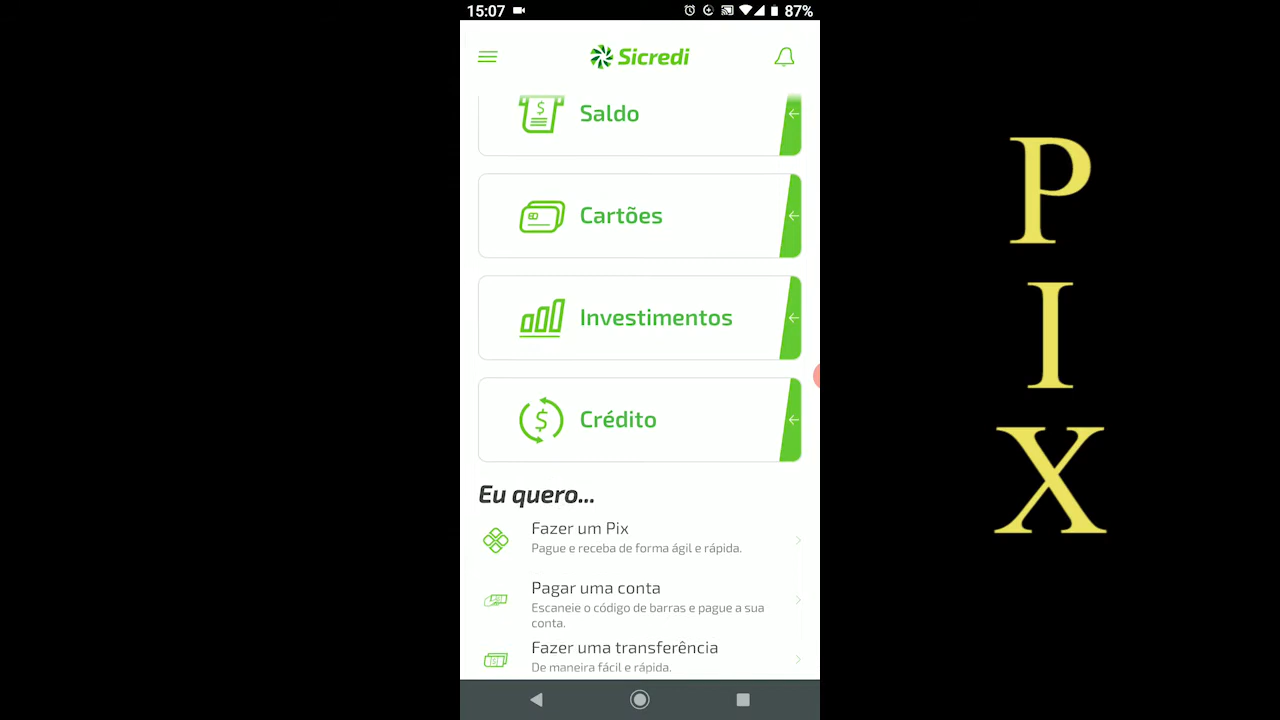 15:07
87%
Sicredi
Saldo
Cartões
Investimentos
Crédito
Eu quero...
Fazer um Pix
Pague e receba de forma ágil e rápida.
Pagar uma conta
Escaneie o código de barras e pague a sua
conta.
Fazer uma transferência
De maneira fácil e rápida.
P
I
X